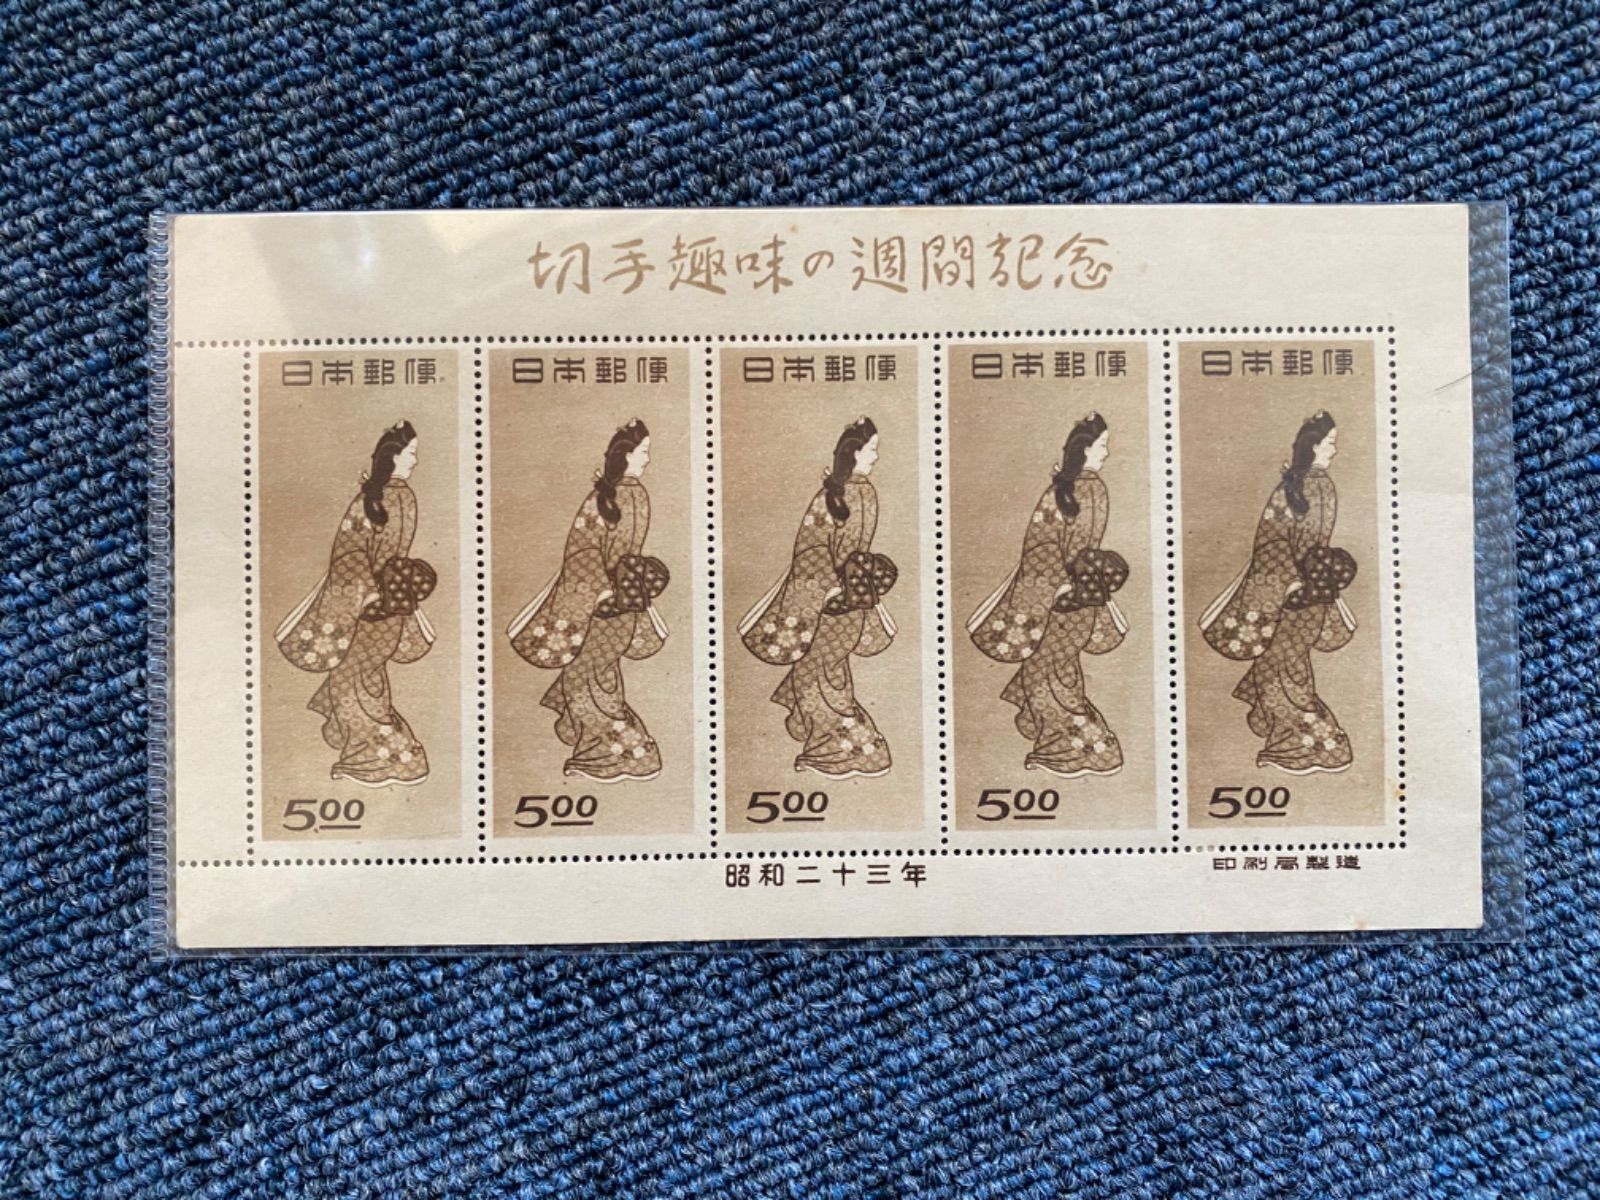 切手趣味の週間記念
日本郵便 日本郵便 日本郵便 日本郵便 日本郵便
5.00 5.00 5.00 5.00 5.00
昭和二十三年
印刷局製造